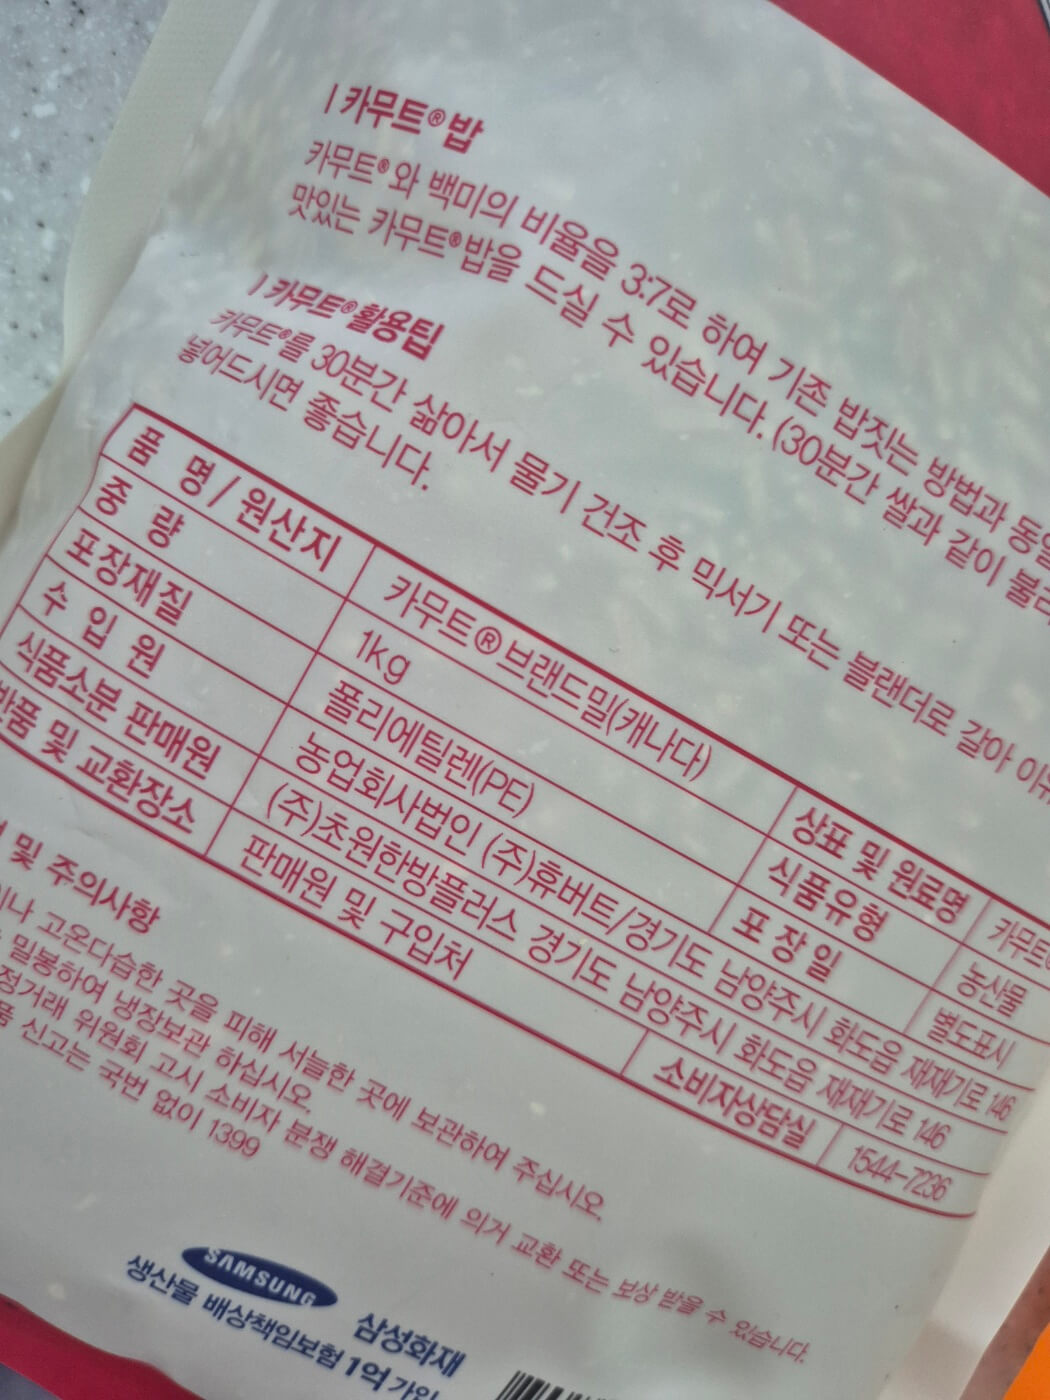 | 카무트® 밥
카무트®와 백미의 비율을 3:7로 하여 기존 밥짓는 방법과 동일
맛있는 카무트®밥을 드실 수 있습니다. (30분간 쌀과 같이 불려
| 카무트®활용팁
카무트®를 30분간 삶아서 물기 건조 후 믹서기 또는 블랜더로 갈아 이유
넣어드시면 좋습니다.
품 명 / 원산지 카무트®브랜드밀(캐나다) 상표 및 원료명 카무트®
중 량 1kg 식품유형 농산물
포장재질 폴리에틸렌(PE) 포 장 일 별도표시
수 입 원 농업회사법인 (주)휴버트/경기도 남양주시 화도읍 재재기로 146
식품소분 판매원 (주)초원한방플러스 경기도 남양주시 화도읍 재재기로 146
반품 및 교환장소 판매원 및 구입처 소비자상담실 1544-7236
및 주의사항
이나 고온다습한 곳을 피해 서늘한 곳에 보관하여 주십시오.
밀봉하여 냉장보관 하십시오.
정거래 위원회 고시 소비자 분쟁 해결기준에 의거 교환 또는 보상 받을 수 있습니다.
품 신고는 국번 없이 1399
SAMSUNG 삼성화재
생산물 배상책임보험 1억 가입